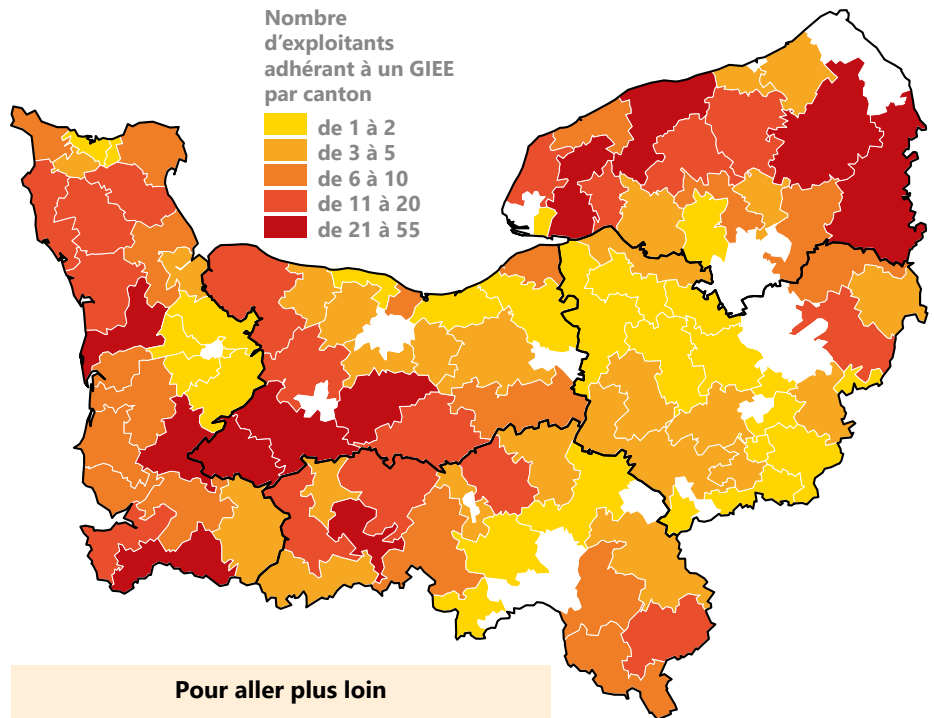 Nombre
d'exploitants
adhérant à un GIEE
par canton
de 1 à 2
de 3 à 5
de 6 à 10
de 11 à 20
de 21 à 55
Pour aller plus loin